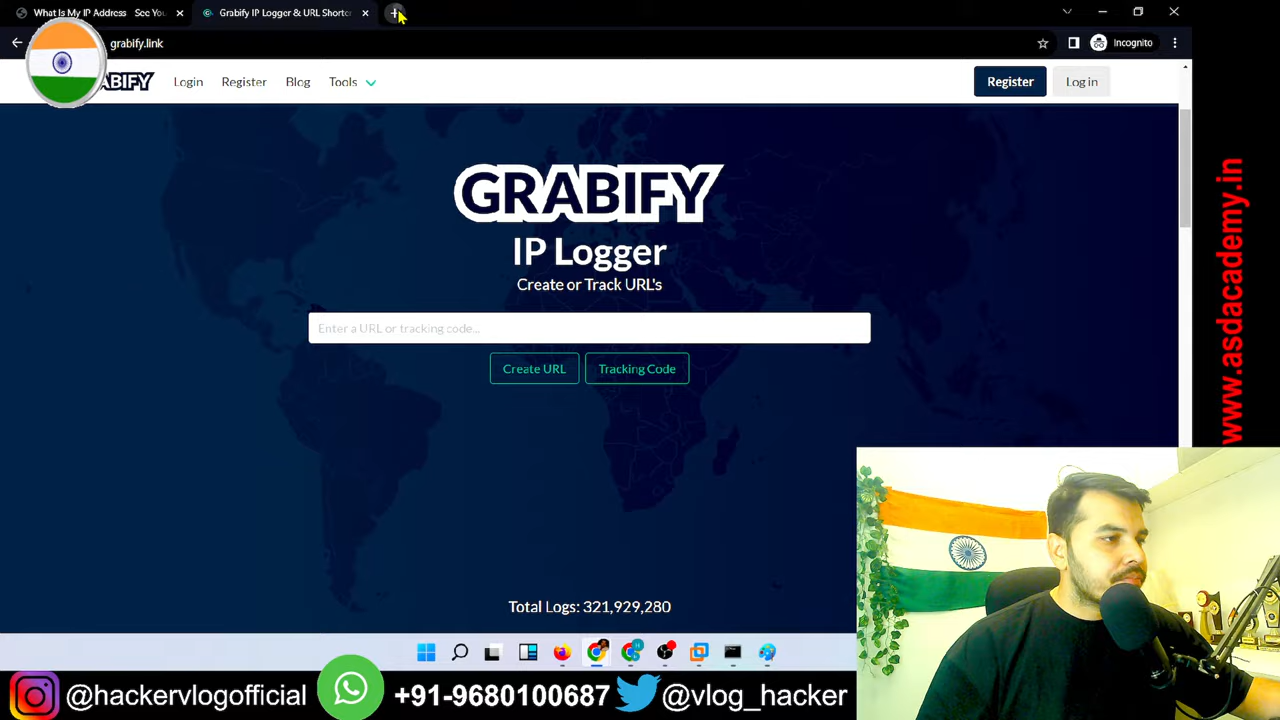 What Is My IP Address - See You
Grabify IP Logger & URL Shorte
grabify.link
Incognito
ABIFY
Login
Register
Blog
Tools
Register
Log in
GRABIFY
IP Logger
Create or Track URL's
Enter a URL or tracking code...
Create URL
Tracking Code
Total Logs: 321,929,280
www.asdacademy.in
@hackervlogofficial
+91-9680100687
@vlog_hacker